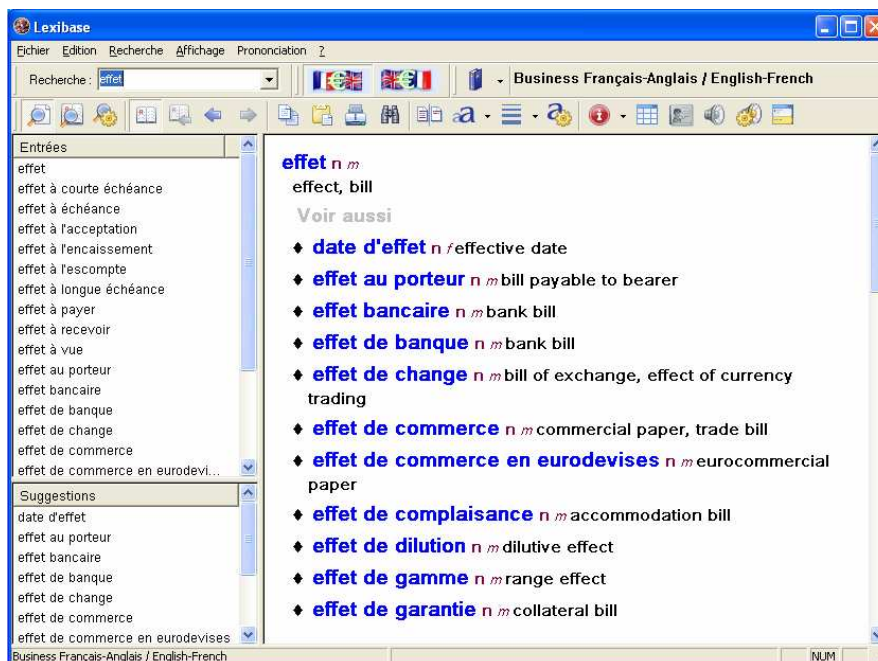 Lexibase
Fichier Edition Recherche Affichage Prononciation ?
Recherche : effet
Business Français-Anglais / English-French
Entrées
effet
effet à courte échéance
effet à échéance
effet à l'acceptation
effet à l'encaissement
effet à l'escompte
effet à longue échéance
effet à payer
effet à recevoir
effet à vue
effet au porteur
effet bancaire
effet de banque
effet de change
effet de commerce
effet de commerce en eurodevi...
Suggestions
date d'effet
effet au porteur
effet bancaire
effet de banque
effet de change
effet de commerce
effet de commerce en eurodevises
effet n m
effect, bill
Voir aussi
♦ date d'effet n f effective date
♦ effet au porteur n m bill payable to bearer
♦ effet bancaire n m bank bill
♦ effet de banque n m bank bill
♦ effet de change n m bill of exchange, effect of currency
trading
♦ effet de commerce n m commercial paper, trade bill
♦ effet de commerce en eurodevises n m eurocommercial
paper
♦ effet de complaisance n m accommodation bill
♦ effet de dilution n m dilutive effect
♦ effet de gamme n m range effect
♦ effet de garantie n m collateral bill
Business Français-Anglais / English-French
NUM